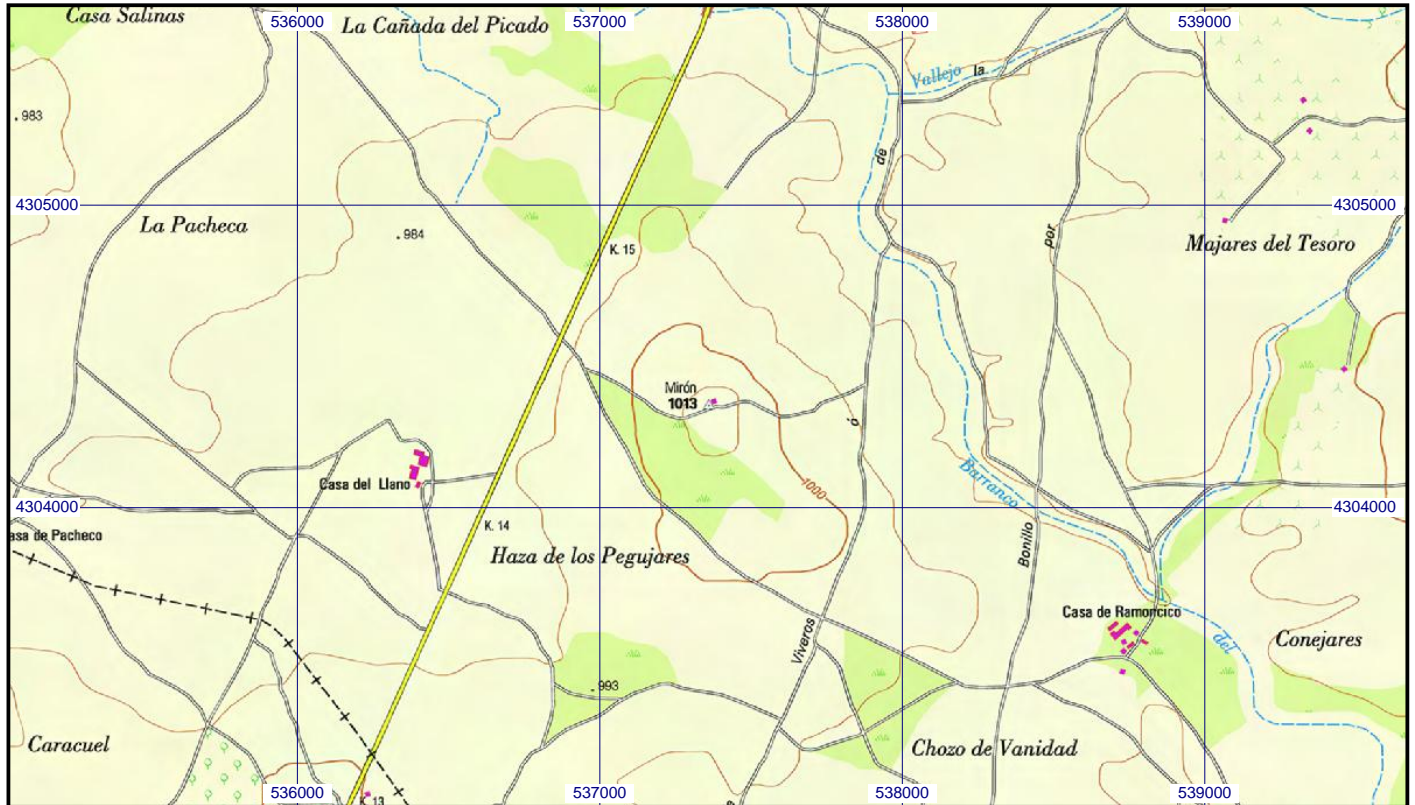 Casa Salinas
536000
La Cañada del Picado
537000
538000
539000
Vallejo
la
983
de
4305000
4305000
La Pacheca
984
K. 15
por
Majares del Tesoro
Mirón
1013
ó
Casa del Llano
Barranco
1000
4304000
4304000
asa de Pacheco
K. 14
Haza de los Pegujares
Bonillo
Casa de Ramoncico
Viveros
del
Conejares
993
Caracuel
Chozo de Vanidad
536000
537000
538000
539000
K 13